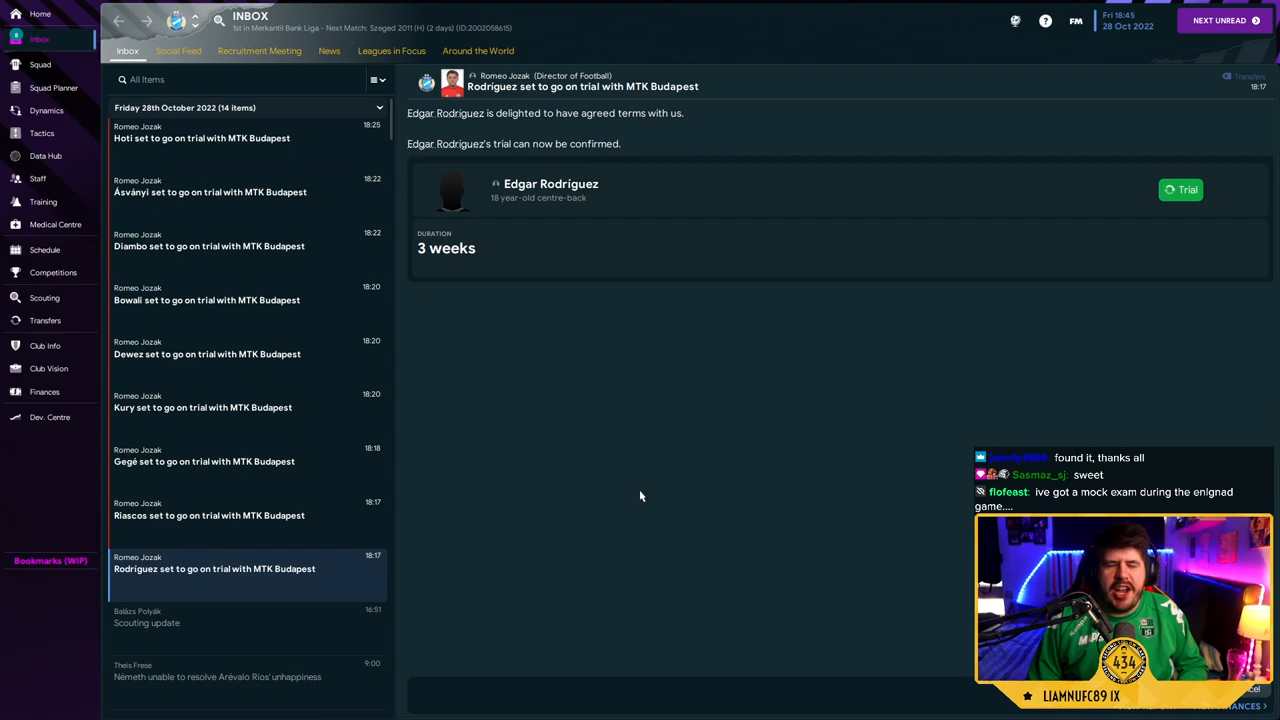 Home
Inbox
Squad
Squad Planner
Dynamics
Tactics
Data Hub
Staff
Training
Medical Centre
Schedule
Competitions
Scouting
Transfers
Club Info
Club Vision
Finances
Dev. Centre
Bookmarks (WIP)
INBOX
1st in Merkantil Bank Liga - Next Match: Szeged 2011 (H) (2 days) (ID:2002058615)
FM
Fri 18:45
28 Oct 2022
NEXT UNREAD
Inbox
Social Feed
Recruitment Meeting
News
Leagues in Focus
Around the World
All Items
Friday 28th October 2022 (14 items)
Romeo Jozak 18:25
Hoti set to go on trial with MTK Budapest
Romeo Jozak 18:22
Ásványi set to go on trial with MTK Budapest
Romeo Jozak 18:22
Diambo set to go on trial with MTK Budapest
Romeo Jozak 18:20
Bowali set to go on trial with MTK Budapest
Romeo Jozak 18:20
Dewez set to go on trial with MTK Budapest
Romeo Jozak 18:20
Kury set to go on trial with MTK Budapest
Romeo Jozak 18:18
Gegé set to go on trial with MTK Budapest
Romeo Jozak 18:17
Riascos set to go on trial with MTK Budapest
Romeo Jozak 18:17
Rodríguez set to go on trial with MTK Budapest
Balázs Polyák 16:51
Scouting update
Theis Frese 9:00
Németh unable to resolve Arévalo Rios' unhappiness
Romeo Jozak (Director of Football)
Rodríguez set to go on trial with MTK Budapest
Transfers
18:17
Edgar Rodríguez is delighted to have agreed terms with us.
Edgar Rodríguez's trial can now be confirmed.
Edgar Rodríguez
18 year-old centre-back
Trial
DURATION
3 weeks
found it, thanks all
Sasmaz_sj: sweet
flofeast: ive got a mock exam during the enlgnad
game....
434
LIAMNUFC89 IX